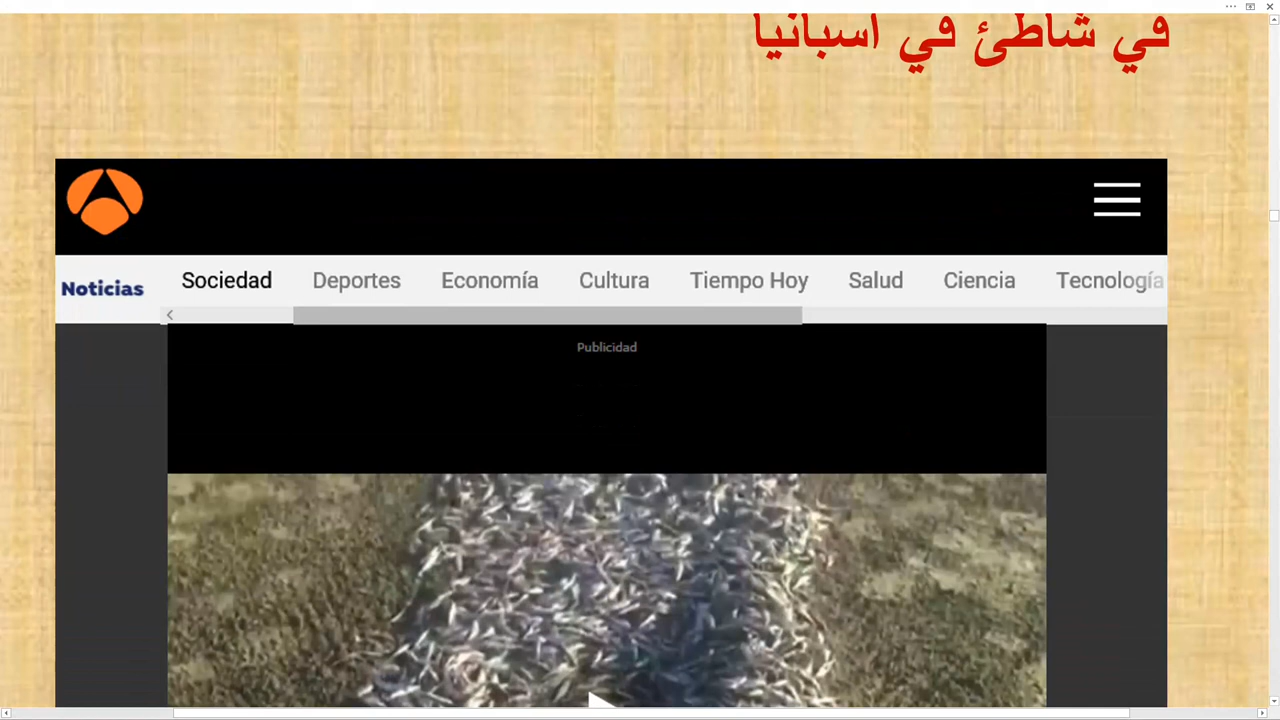 في شاطئ في اسبانيا
Noticias Sociedad Deportes Economía Cultura Tiempo Hoy Salud Ciencia Tecnología
Publicidad